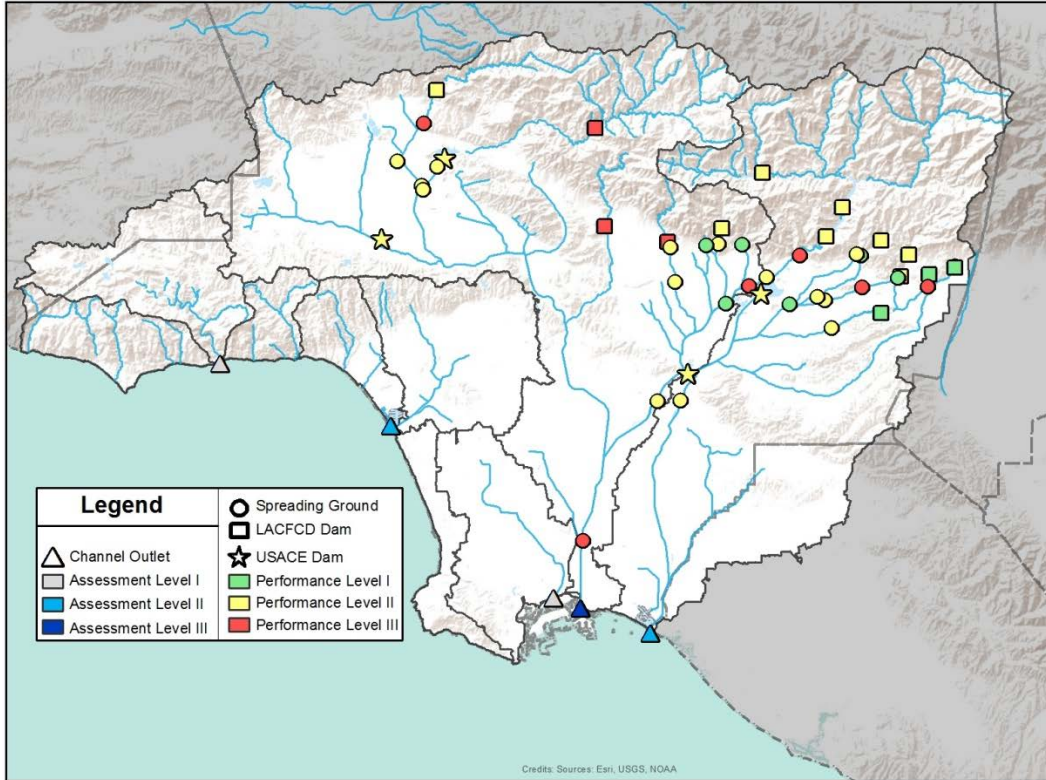 Legend
Channel Outlet
Assessment Level I
Assessment Level II
Assessment Level III
Spreading Ground
LACFCD Dam
USACE Dam
Performance Level I
Performance Level II
Performance Level III
Credits: Sources: Esri, USGS, NOAA